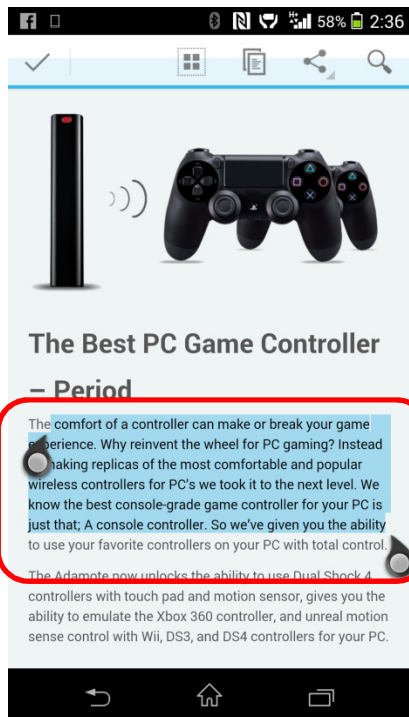 58% 2:36
The Best PC Game Controller
– Period
The comfort of a controller can make or break your game
experience. Why reinvent the wheel for PC gaming? Instead
making replicas of the most comfortable and popular
wireless controllers for PC's we took it to the next level. We
know the best console-grade game controller for your PC is
just that; A console controller. So we've given you the ability
to use your favorite controllers on your PC with total control.
The Adamote now unlocks the ability to use Dual Shock 4
controllers with touch pad and motion sensor, gives you the
ability to emulate the Xbox 360 controller, and unreal motion
sense control with Wii, DS3, and DS4 controllers for your PC.